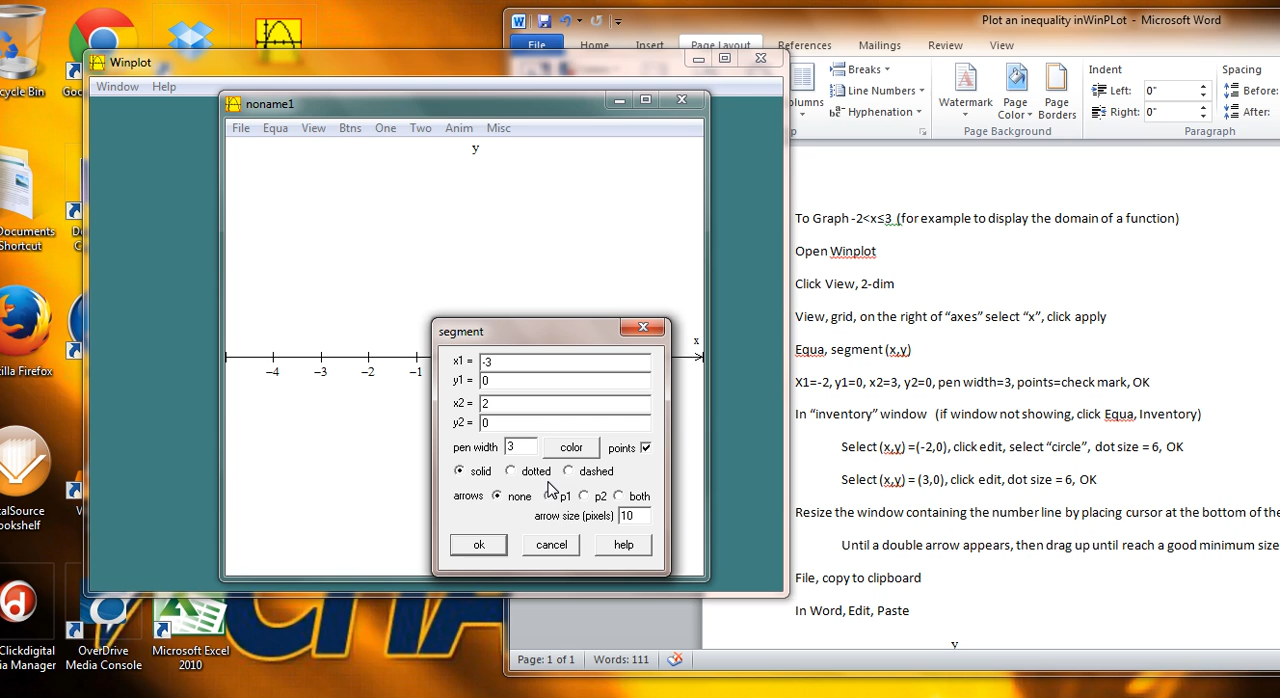 cycle Bin
Goo
Documents
Shortcut
zilla Firefox
talSource
ookshelf
Clickdigital
ia Manager
OverDrive
Media Console
Microsoft Excel
2010
Winplot
Window Help
noname1
File Equa View Btns One Two Anim Misc
y
x
-4 -3 -2 -1
segment
x1 = -3
y1 = 0
x2 = 2
y2 = 0
pen width 3 color points
solid dotted dashed
arrows none p1 p2 both
arrow size (pixels) 10
ok cancel help
Plot an inequality inWinPLot - Microsoft Word
File Home Insert Page Layout References Mailings Review View
olumns
Breaks
Line Numbers
Hyphenation
Watermark
Page Color
Page Borders
Page Background
Indent
Left: 0"
Right: 0"
Spacing
Before:
After:
Paragraph
To Graph -2<x≤3 (for example to display the domain of a function)
Open Winplot
Click View, 2-dim
View, grid, on the right of “axes” select “x”, click apply
Equa, segment (x,y)
X1=-2, y1=0, x2=3, y2=0, pen width=3, points=check mark, OK
In “inventory” window (if window not showing, click Equa, Inventory)
Select (x,y) =(-2,0), click edit, select “circle”, dot size = 6, OK
Select (x,y) = (3,0), click edit, dot size = 6, OK
Resize the window containing the number line by placing cursor at the bottom of the
Until a double arrow appears, then drag up until reach a good minimum size
File, copy to clipboard
In Word, Edit, Paste
y
Page: 1 of 1 Words: 111